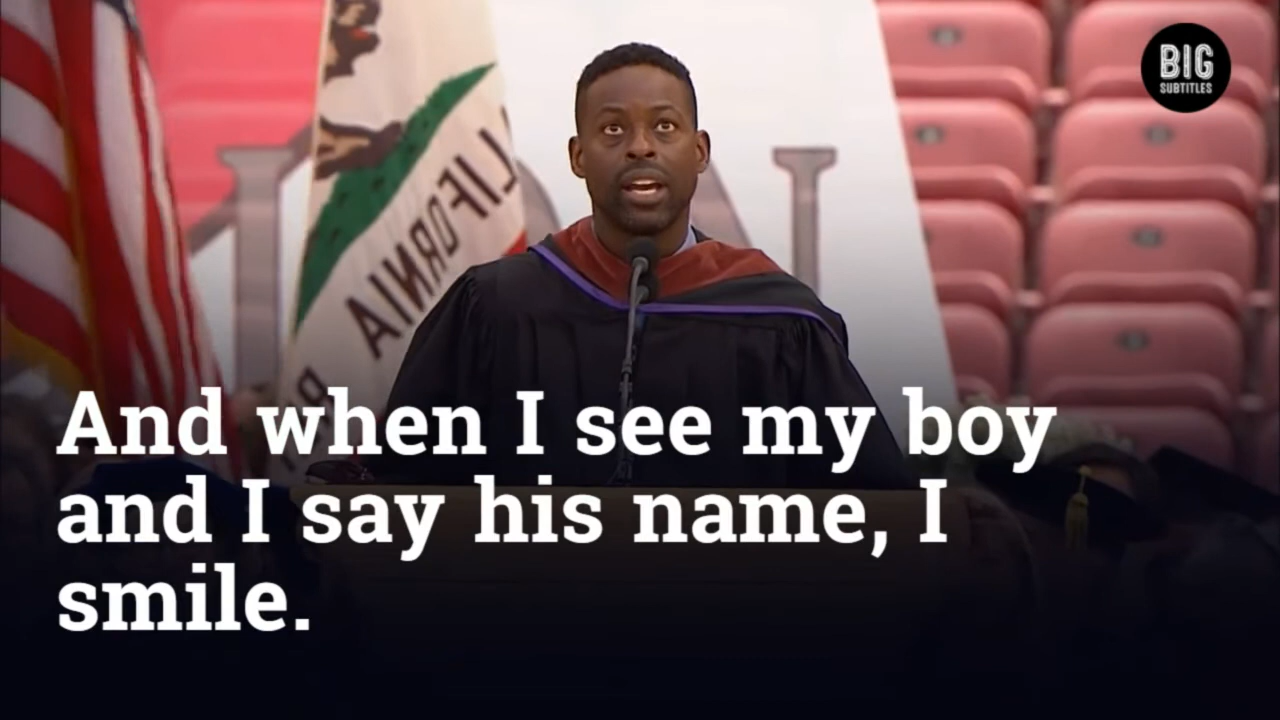 BIG
SUBTITLES
CALIFORNIA
R
And when I see my boy
and I say his name, I
smile.